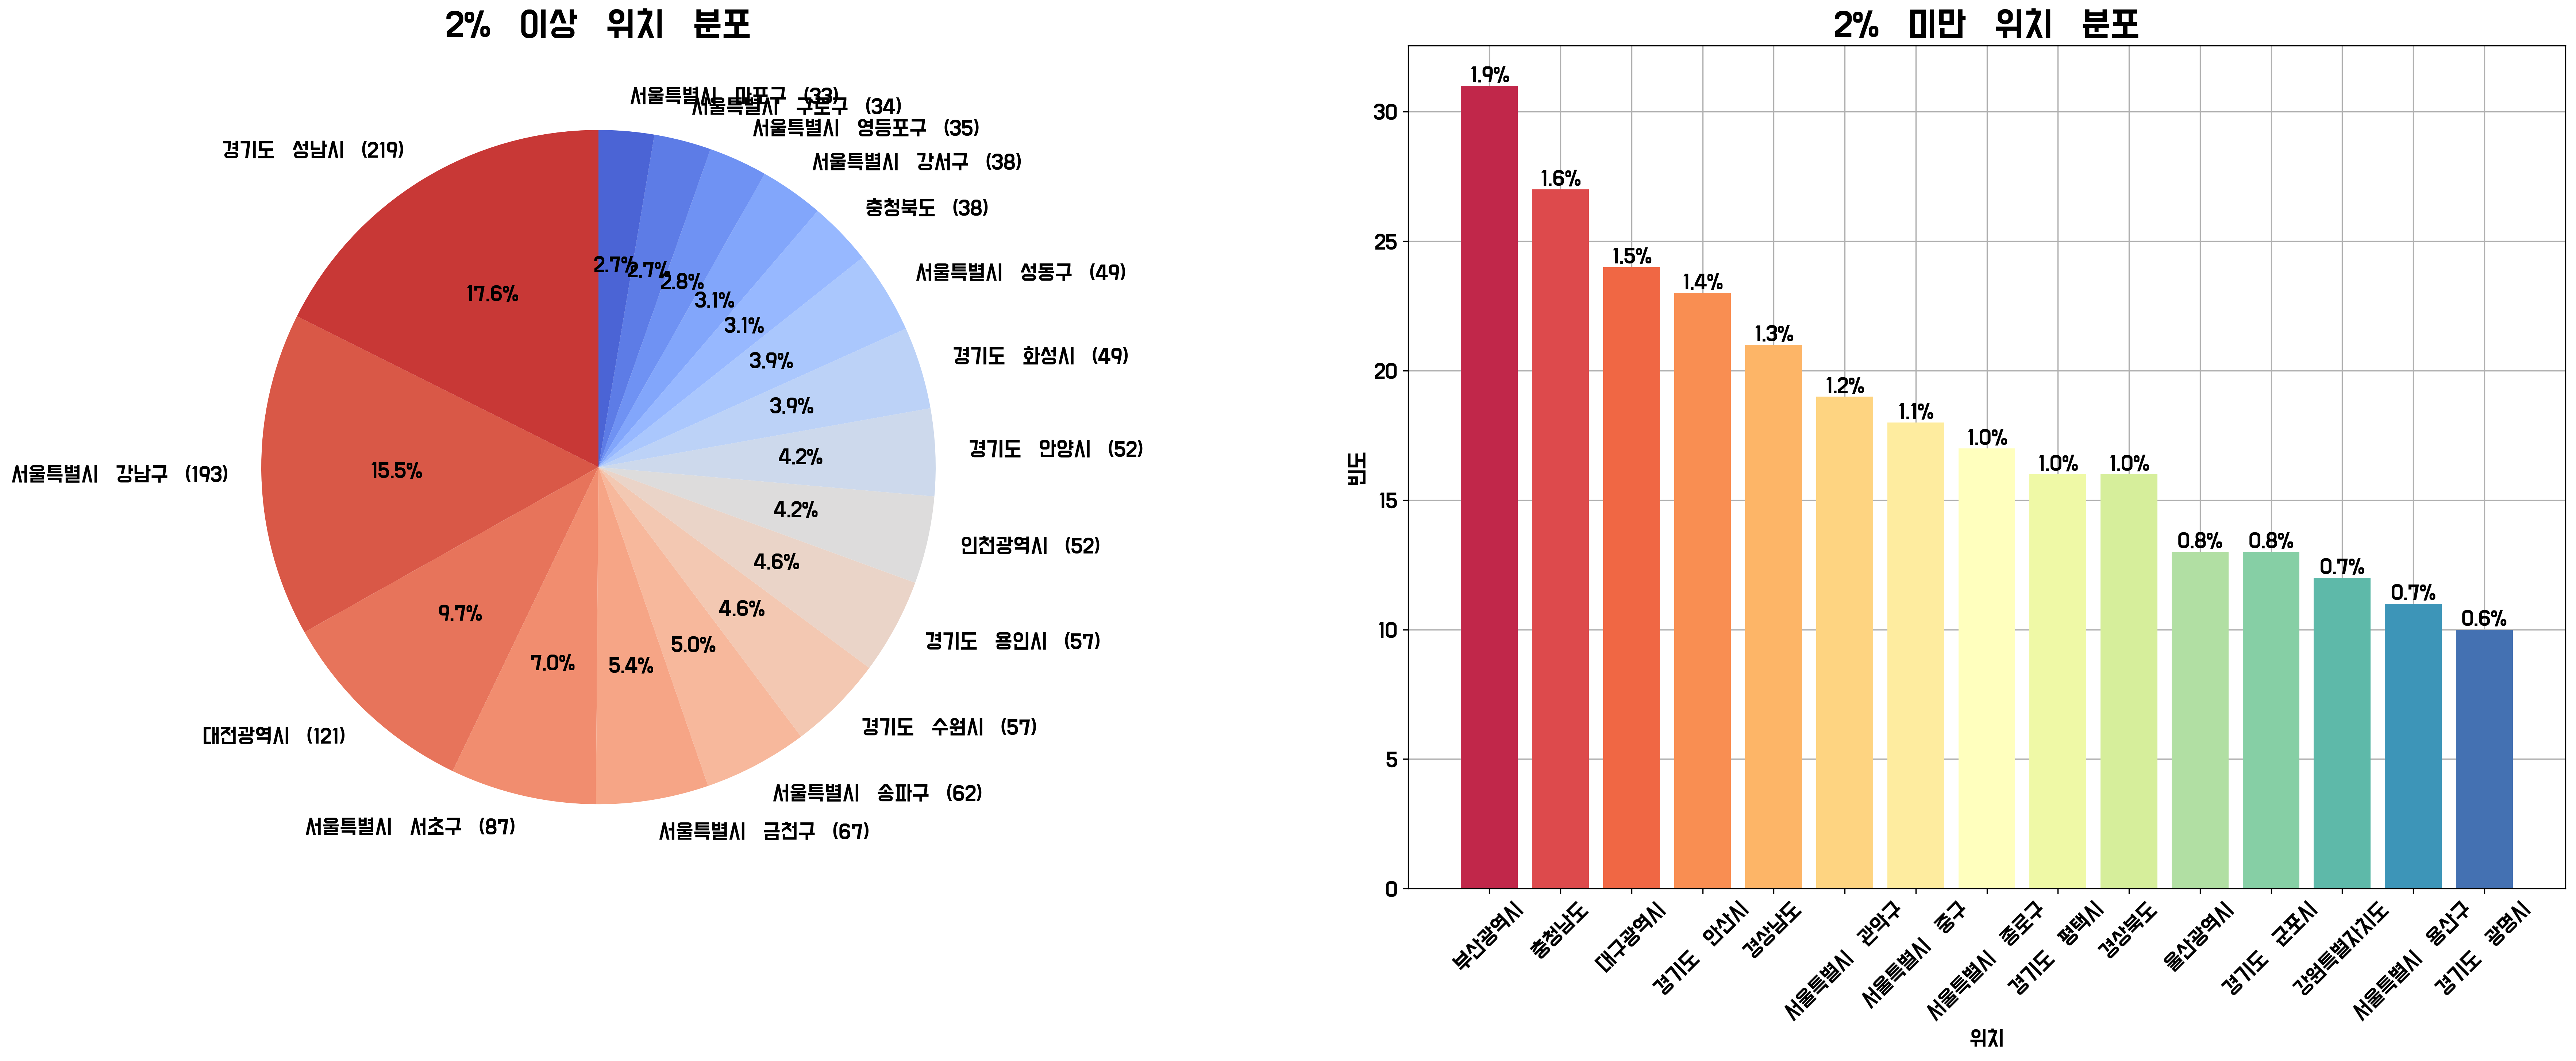 2% 이상 위치 분포
서울특별시 마포구 (33)
서울특별시 구로구 (34)
서울특별시 영등포구 (35)
서울특별시 강서구 (38)
충청북도 (38)
서울특별시 성동구 (49)
경기도 화성시 (49)
경기도 안양시 (52)
인천광역시 (52)
경기도 용인시 (57)
경기도 수원시 (57)
서울특별시 송파구 (62)
서울특별시 금천구 (67)
서울특별시 서초구 (87)
대전광역시 (121)
서울특별시 강남구 (193)
경기도 성남시 (219)
2.7%
2.7%
2.8%
3.1%
3.1%
3.9%
3.9%
4.2%
4.2%
4.6%
4.6%
5.0%
5.4%
7.0%
9.7%
15.5%
17.6%
2% 미만 위치 분포
빈도
30
25
20
15
10
5
0
1.9%
1.6%
1.5%
1.4%
1.3%
1.2%
1.1%
1.0%
1.0%
1.0%
0.8%
0.8%
0.7%
0.7%
0.6%
부산광역시
충청남도
대구광역시
경기도 안산시
경상남도
서울특별시 관악구
서울특별시 중구
서울특별시 종로구
경기도 평택시
경상북도
울산광역시
경기도 군포시
강원특별자치도
서울특별시 용산구
경기도 광명시
위치